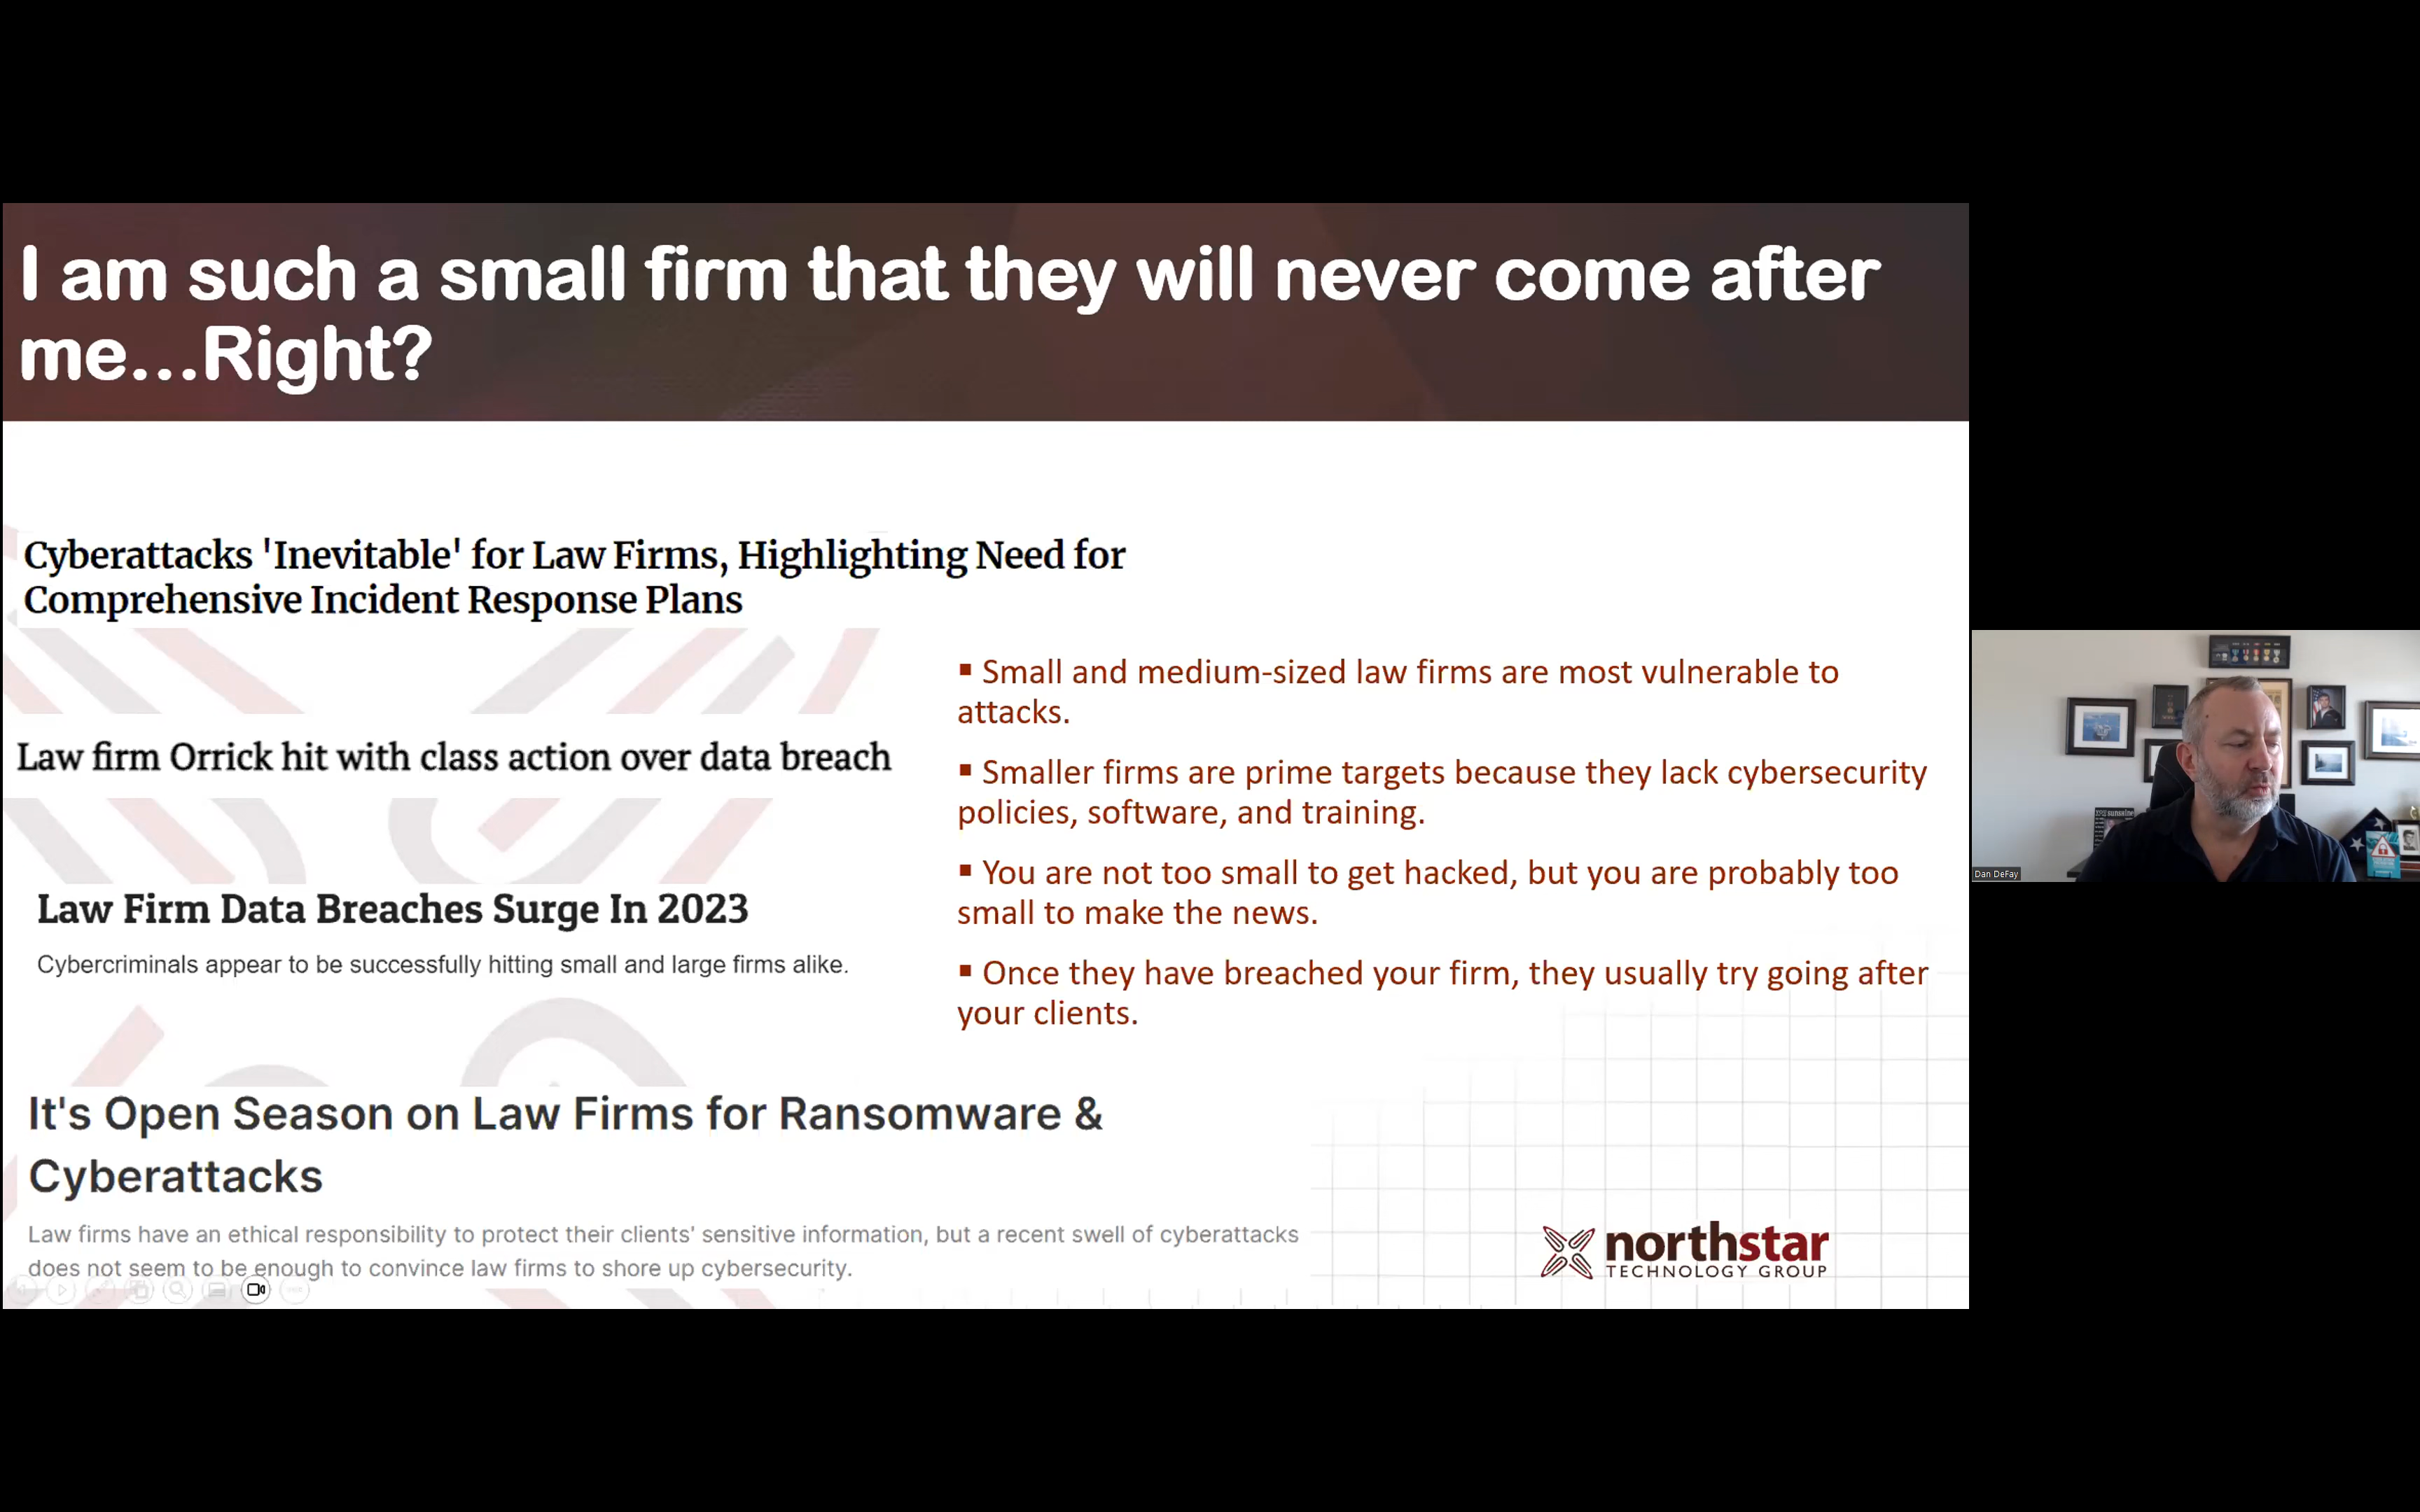 I am such a small firm that they will never come after
me...Right?
Cyberattacks 'Inevitable' for Law Firms, Highlighting Need for
Comprehensive Incident Response Plans
Law firm Orrick hit with class action over data breach
Law Firm Data Breaches Surge In 2023
Cybercriminals appear to be successfully hitting small and large firms alike.
It's Open Season on Law Firms for Ransomware &
Cyberattacks
Law firms have an ethical responsibility to protect their clients' sensitive information, but a recent swell of cyberattacks
does not seem to be enough to convince law firms to shore up cybersecurity.
▪ Small and medium-sized law firms are most vulnerable to
attacks.
▪ Smaller firms are prime targets because they lack cybersecurity
policies, software, and training.
▪ You are not too small to get hacked, but you are probably too
small to make the news.
▪ Once they have breached your firm, they usually try going after
your clients.
northstar
TECHNOLOGY GROUP
Dan DeFay